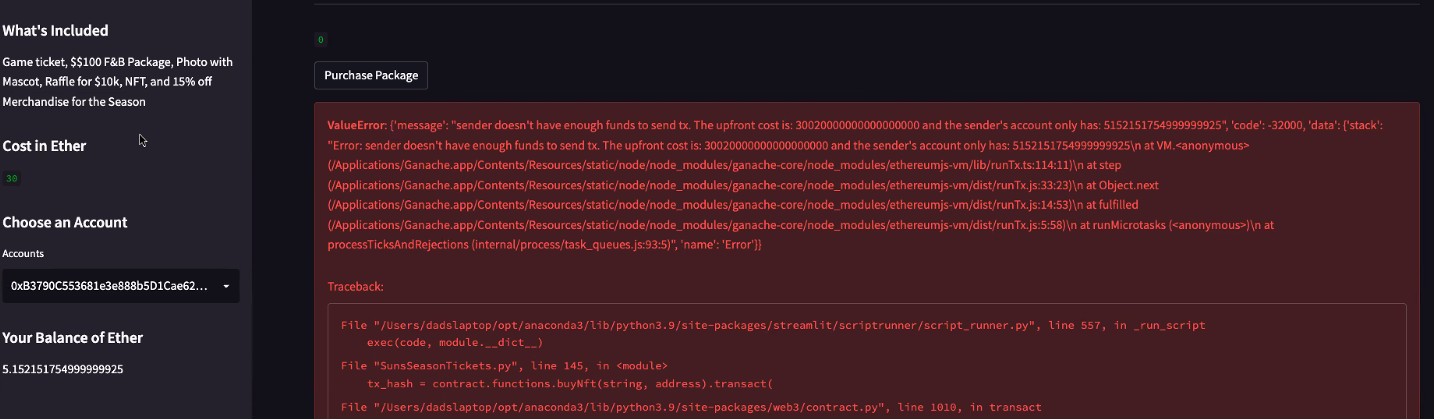 What's Included
Game ticket, $$100 F&B Package, Photo with
Mascot, Raffle for $10k, NFT, and 15% off
Merchandise for the Season
Cost in Ether
30
Choose an Account
Accounts
0xB3790C553681e3e888b5D1Cae62...
Your Balance of Ether
5.152151754999999925
0
Purchase Package
ValueError: {'message': "sender doesn't have enough funds to send tx. The upfront cost is: 30020000000000000000 and the sender's account only has: 5152151754999999925", 'code': -32000, 'data': {'stack':
"Error: sender doesn't have enough funds to send tx. The upfront cost is: 30020000000000000000 and the sender's account only has: 5152151754999999925\n at VM.<anonymous>
(/Applications/Ganache.app/Contents/Resources/static/node/node_modules/ganache-core/node_modules/ethereumjs-vm/lib/runTx.ts:114:11)\n at step
(/Applications/Ganache.app/Contents/Resources/static/node/node_modules/ganache-core/node_modules/ethereumjs-vm/dist/runTx.js:33:23)\n at Object.next
(/Applications/Ganache.app/Contents/Resources/static/node/node_modules/ganache-core/node_modules/ethereumjs-vm/dist/runTx.js:14:53)\n at fulfilled
(/Applications/Ganache.app/Contents/Resources/static/node/node_modules/ganache-core/node_modules/ethereumjs-vm/dist/runTx.js:5:58)\n at runMicrotasks (<anonymous>)\n at
processTicksAndRejections (internal/process/task_queues.js:93:5)", 'name': 'Error'}}
Traceback:
File "/Users/dadslaptop/opt/anaconda3/lib/python3.9/site-packages/streamlit/scriptrunner/script_runner.py", line 557, in _run_script
exec(code, module.__dict__)
File "SunsSeasonTickets.py", line 145, in <module>
tx_hash = contract.functions.buyNft(string, address).transact(
File "/Users/dadslaptop/opt/anaconda3/lib/python3.9/site-packages/web3/contract.py", line 1010, in transact